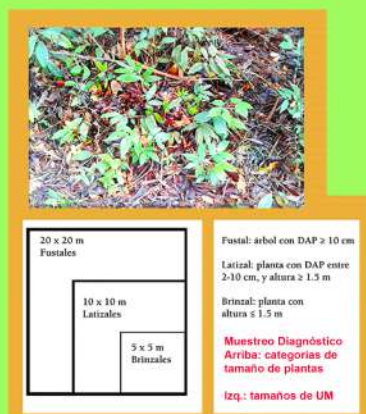 20 x 20 m
Fustales
10 x 10 m
Latizales
5 x 5 m
Brinzales
Fustal: árbol con DAP ≥ 10 cm
Latizal: planta con DAP entre
2-10 cm, y altura ≥ 1.5 m
Brinzal: planta con
altura ≤ 1.5 m
Muestreo Diagnóstico
Arriba: categorías de
tamaño de plantas
Izq.: tamaños de UM